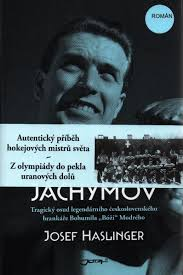 ROMÁN
Autentický příběh
hokejových mistrů světa
–
Z olympiády do pekla
uranových dolů
JÁCHYMOV
Tragický osud legendárního československého
brankáře Bohumila „Bóži“ Modrého
JOSEF HASLINGER